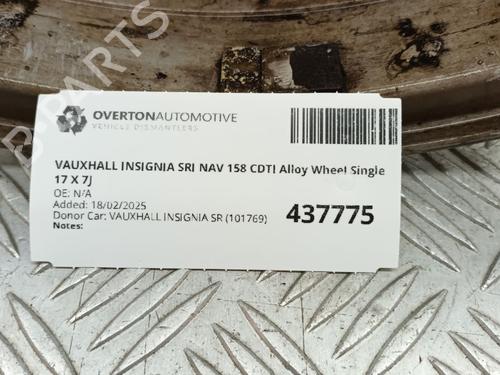 B-PARTS
OVERTONAUTOMOTIVE
VEHICLE DISMANTLERS
VAUXHALL INSIGNIA SRI NAV 158 CDTI Alloy Wheel Single
17 X 7J
OE: N/A
Added: 18/02/2025
Donor Car: VAUXHALL INSIGNIA SR (101769)
437775
Notes: